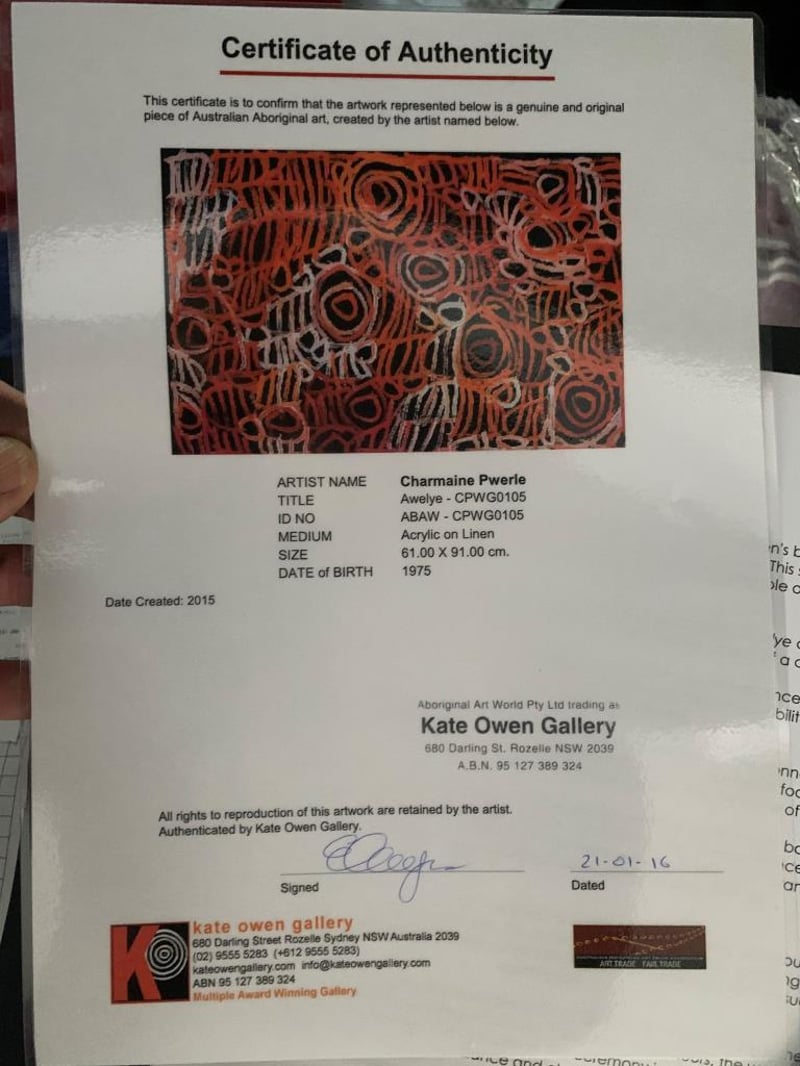 Certificate of Authenticity
This certificate is to confirm that the artwork represented below is a genuine and original
piece of Australian Aboriginal art, created by the artist named below.
ARTIST NAME Charmaine Pwerle
TITLE Awelye - CPWG0105
ID NO ABAW - CPWG0105
MEDIUM Acrylic on Linen
SIZE 61.00 X 91.00 cm.
DATE of BIRTH 1975
Date Created: 2015
Aboriginal Art World Pty Ltd trading as
Kate Owen Gallery
680 Darling St. Rozelle NSW 2039
A.B.N. 95 127 389 324
All rights to reproduction of this artwork are retained by the artist.
Authenticated by Kate Owen Gallery.
21-01-16
Signed Dated
kate owen gallery
680 Darling Street Rozelle Sydney NSW Australia 2039
(02) 9555 5283 (+612 9555 5283)
kateowengallery.com info@kateowengallery.com
ABN 95 127 389 324
Multiple Award Winning Gallery
K
ART TRADE FAIR TRADE
This